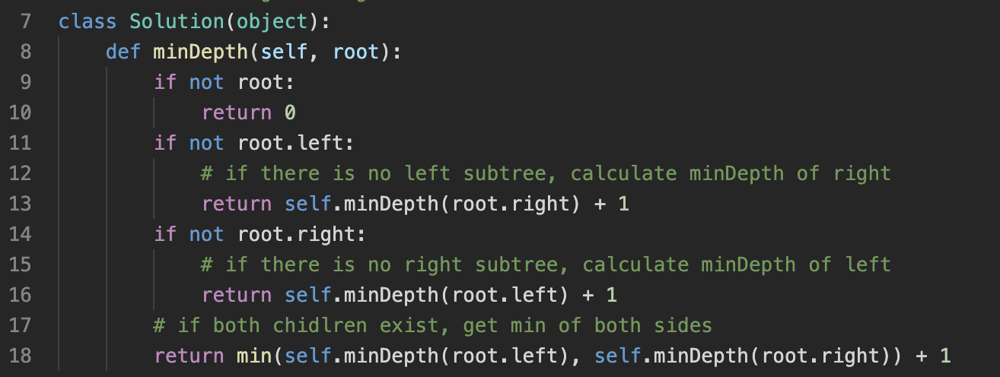 7 class Solution(object):
8 def minDepth(self, root):
9 if not root:
10 return 0
11 if not root.left:
12 # if there is no left subtree, calculate minDepth of right
13 return self.minDepth(root.right) + 1
14 if not root.right:
15 # if there is no right subtree, calculate minDepth of left
16 return self.minDepth(root.left) + 1
17 # if both chidlren exist, get min of both sides
18 return min(self.minDepth(root.left), self.minDepth(root.right)) + 1